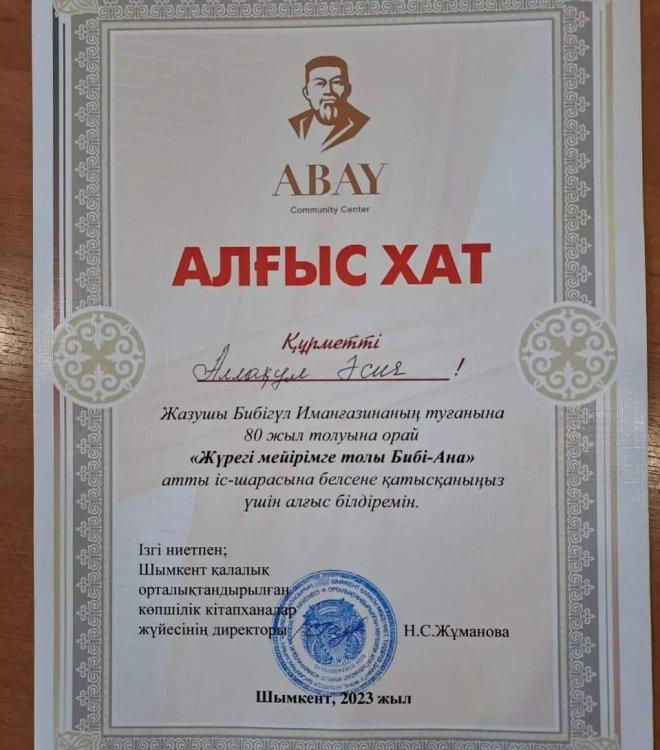 ABAY
Community Center
АЛҒЫС ХАТ
Құрметті
Аллақул Әсия !
Жазушы Бибігүл Иманғазинаның туғанына
80 жыл толуына орай
«Жүрегі мейірімге толы Бибі-Ана»
атты іс-шарасына белсене қатысқаныңыз
үшін алғыс білдіремін.
Ізгі ниетпен;
Шымкент қалалық
орталықтандырылған
көпшілік кітапханалар
жүйесінің директоры
Н.С.Жұманова
Шымкент, 2023 жыл